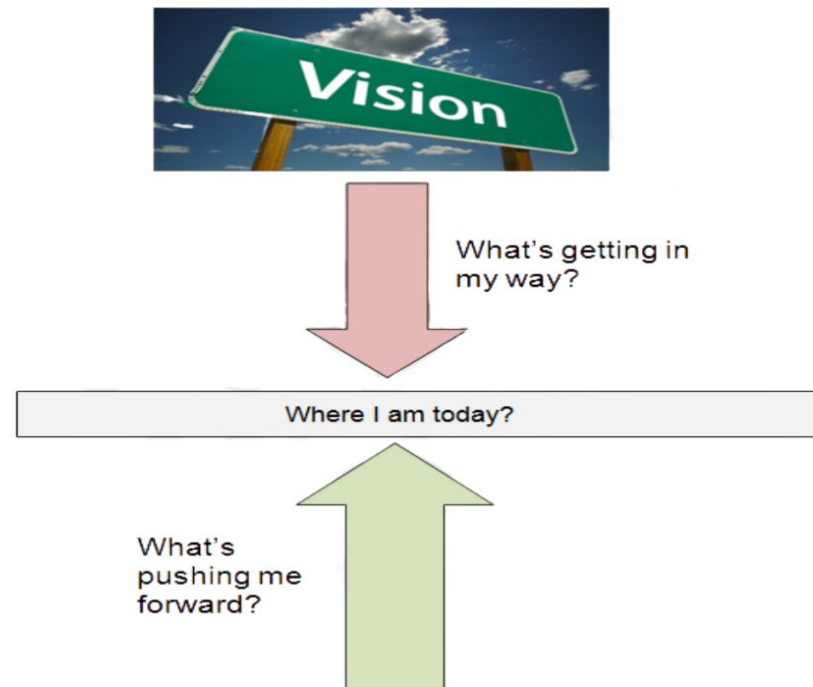 Vision
What's getting in
my way?
Where I am today?
What's
pushing me
forward?